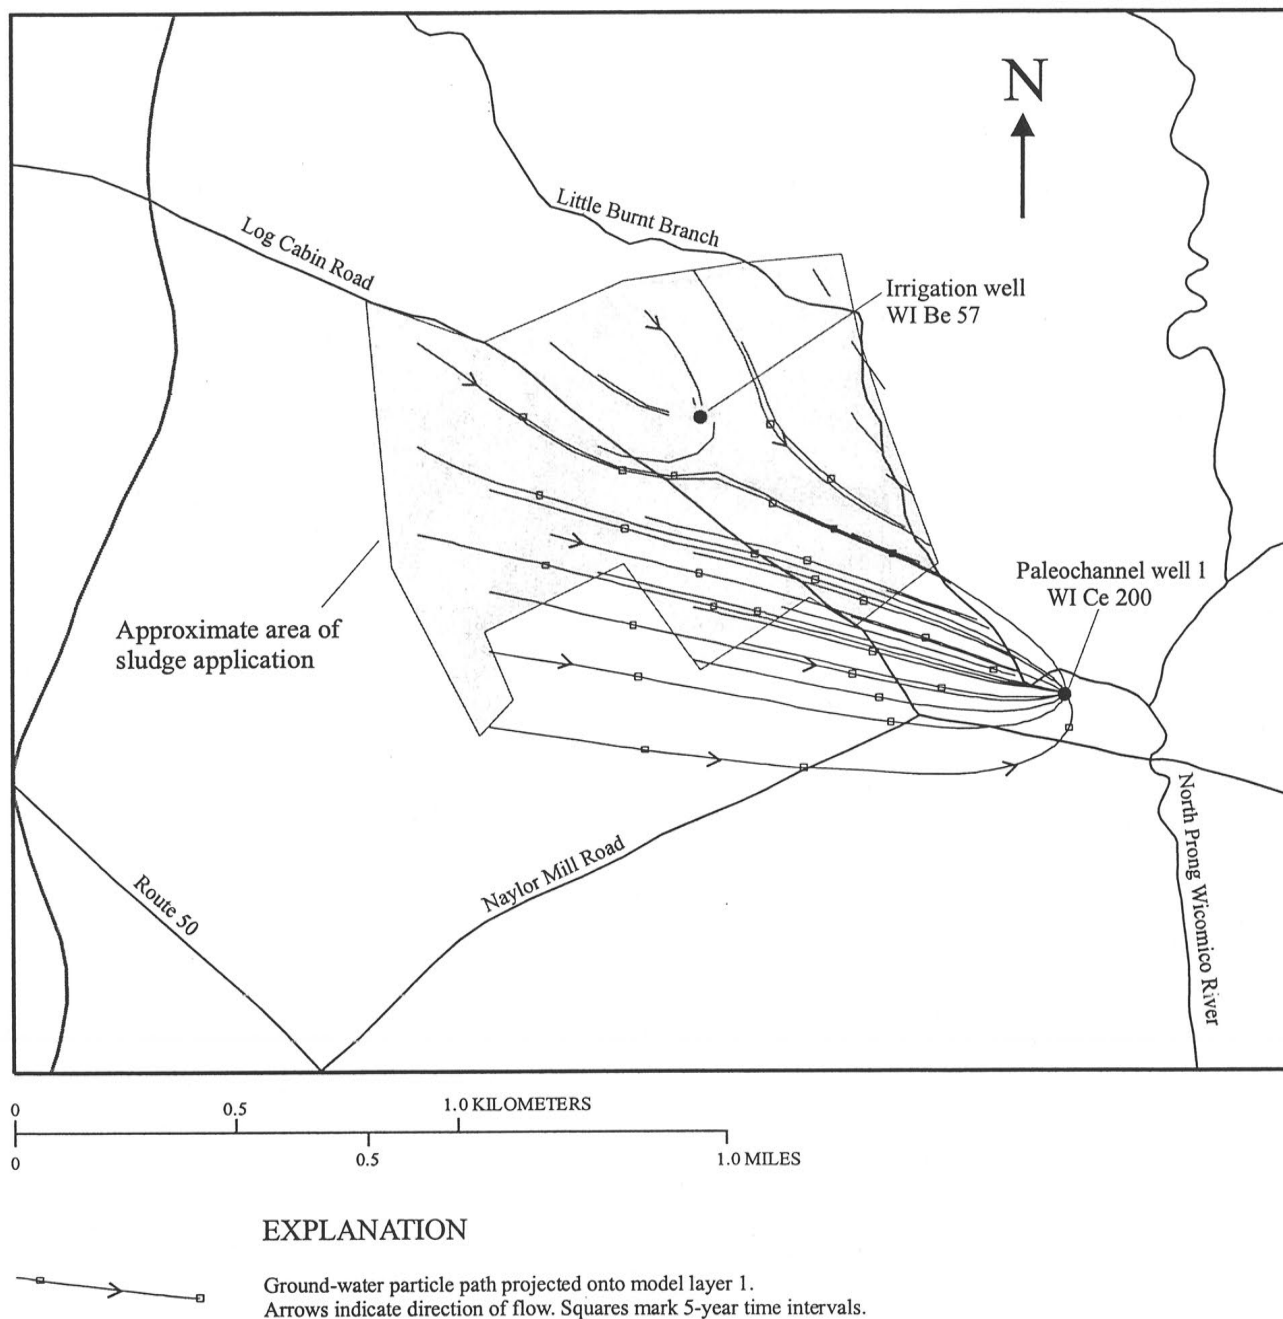 N
Little Burnt Branch
Log Cabin Road
Irrigation well
WI Be 57
Paleochannel well 1
WI Ce 200
Approximate area of
sludge application
North Prong Wicomico River
Naylor Mill Road
Route 50
0 0.5 1.0 KILOMETERS
0 0.5 1.0 MILES
EXPLANATION
Ground-water particle path projected onto model layer 1.
Arrows indicate direction of flow. Squares mark 5-year time intervals.